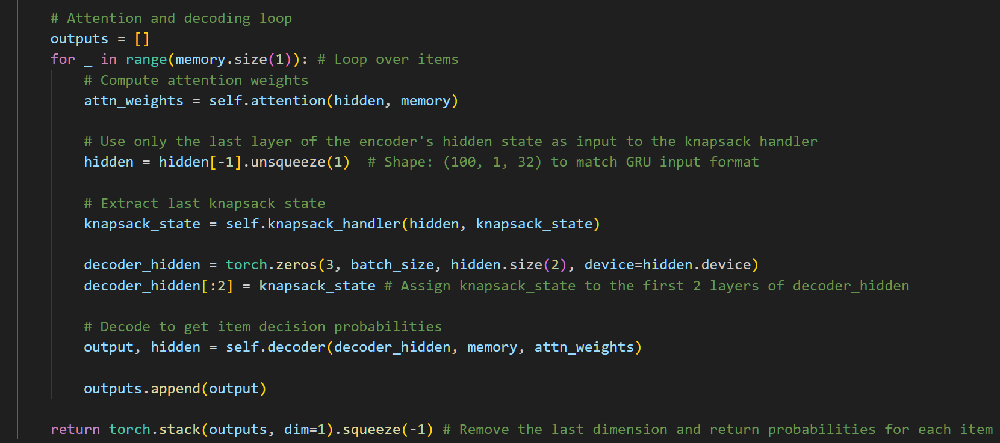 # Attention and decoding loop
outputs = []
for _ in range(memory.size(1)): # Loop over items
    # Compute attention weights
    attn_weights = self.attention(hidden, memory)

    # Use only the last layer of the encoder's hidden state as input to the knapsack handler
    hidden = hidden[-1].unsqueeze(1)  # Shape: (100, 1, 32) to match GRU input format

    # Extract last knapsack state
    knapsack_state = self.knapsack_handler(hidden, knapsack_state)

    decoder_hidden = torch.zeros(3, batch_size, hidden.size(2), device=hidden.device)
    decoder_hidden[:2] = knapsack_state # Assign knapsack_state to the first 2 layers of decoder_hidden

    # Decode to get item decision probabilities
    output, hidden = self.decoder(decoder_hidden, memory, attn_weights)

    outputs.append(output)

return torch.stack(outputs, dim=1).squeeze(-1) # Remove the last dimension and return probabilities for each item